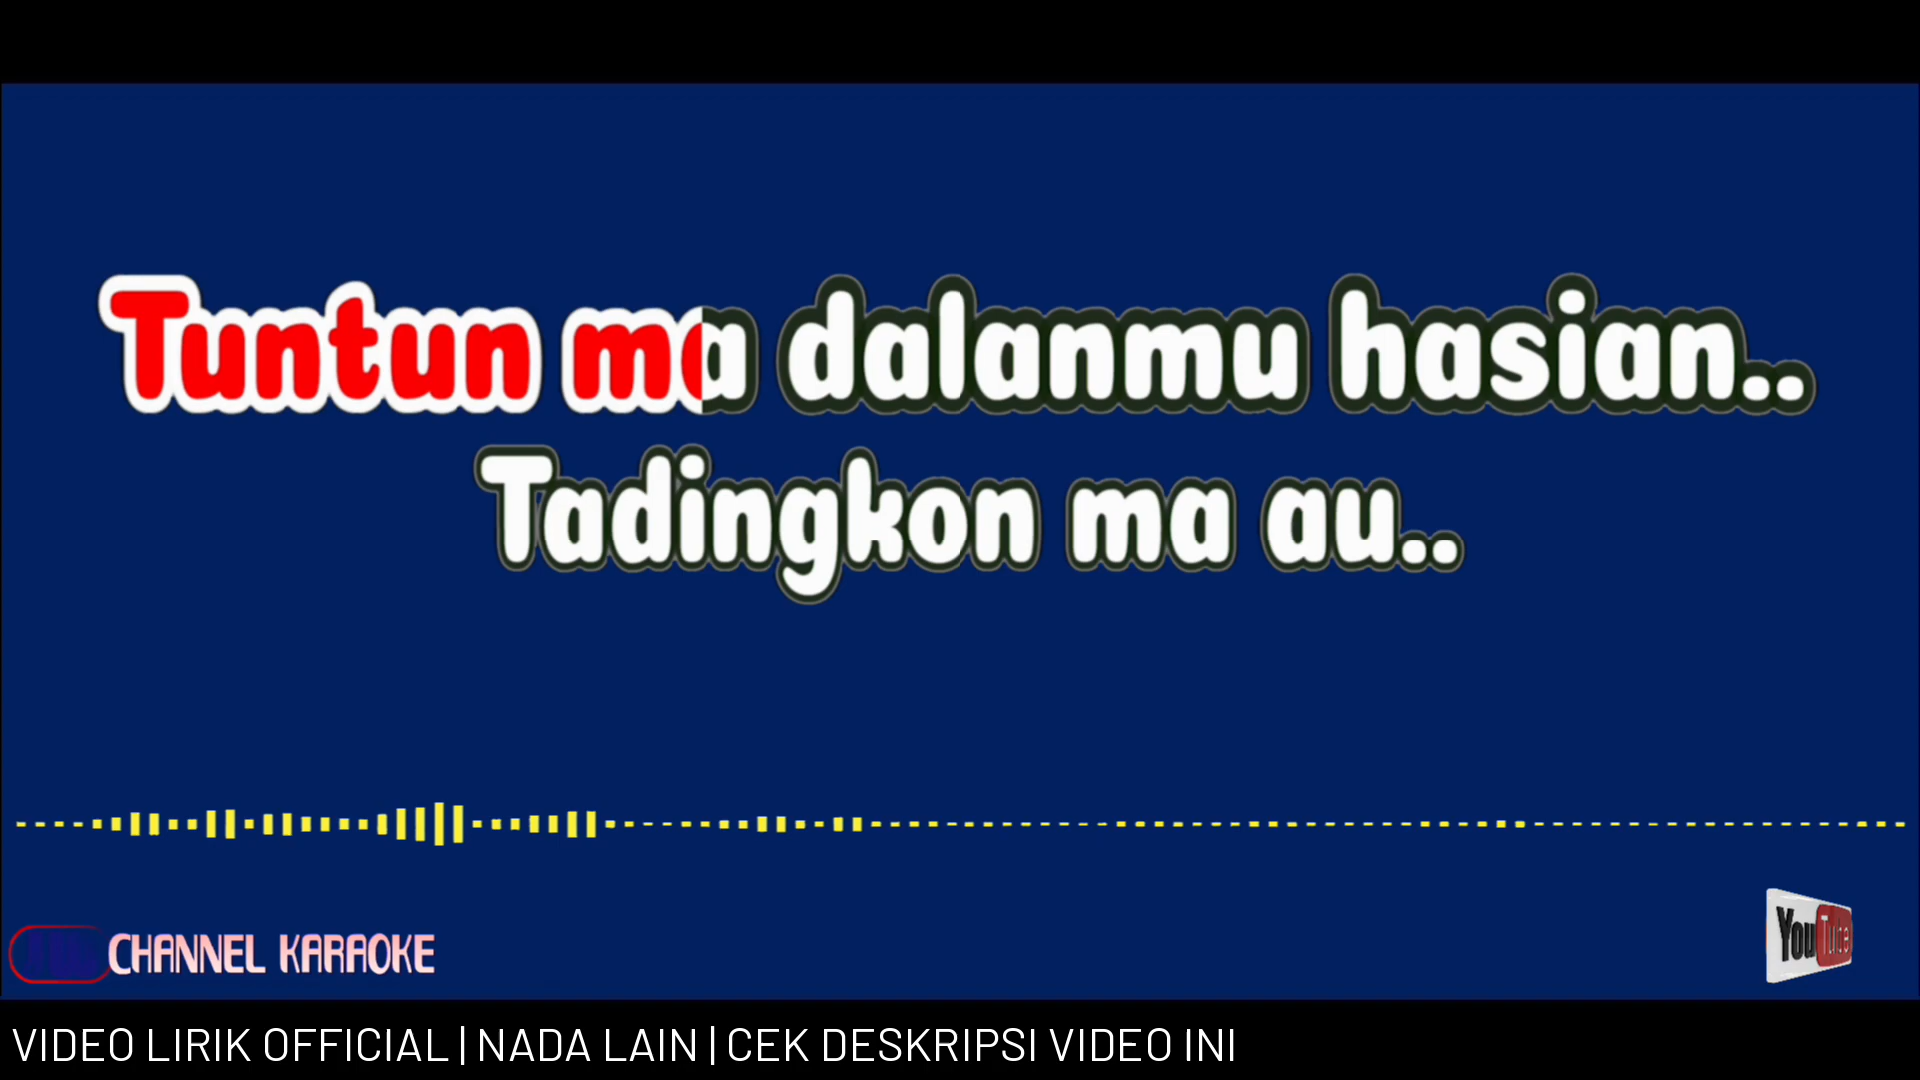 Tuntun ma dalanmu hasian..
Tadingkon ma au..
CHANNEL KARAOKE
YouTube
VIDEO LIRIK OFFICIAL | NADA LAIN | CEK DESKRIPSI VIDEO INI